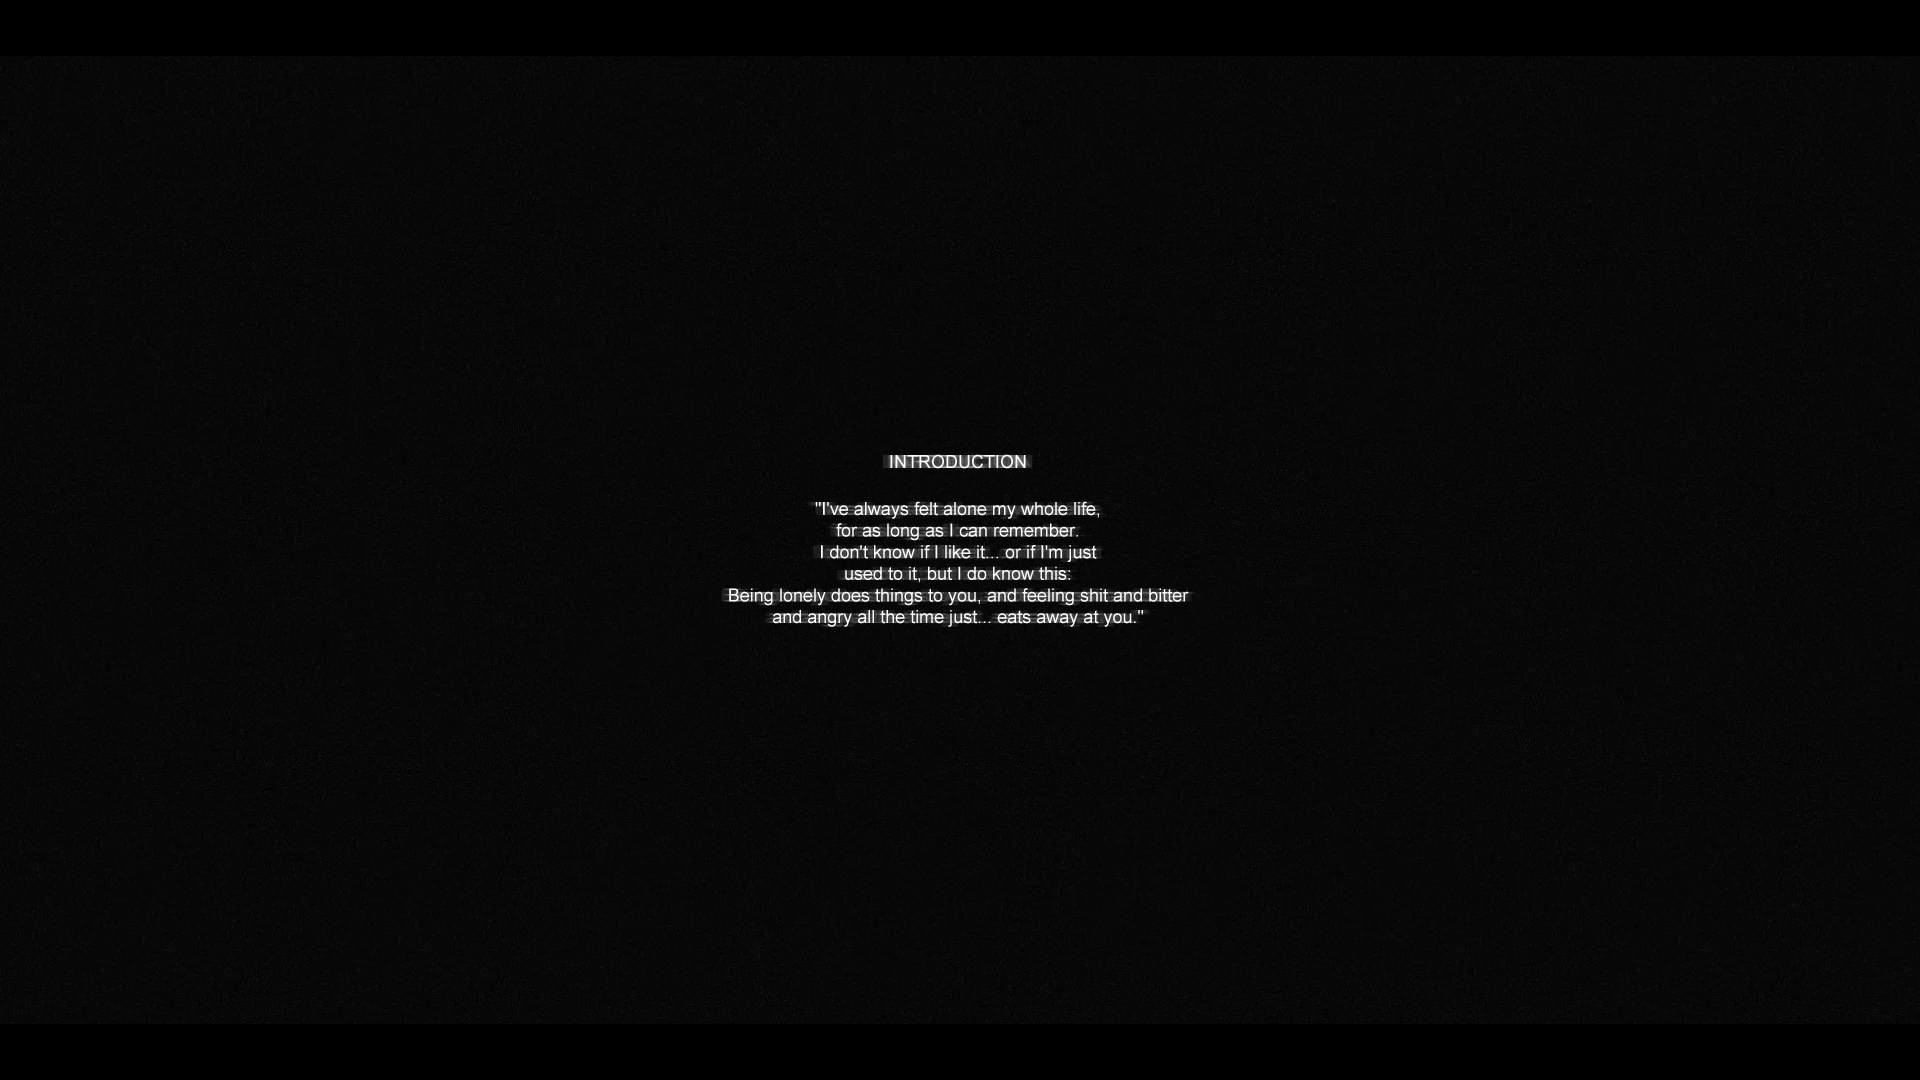 INTRODUCTION
"I've always felt alone my whole life,
for as long as I can remember.
I don't know if I like it... or if I'm just
used to it, but I do know this:
Being lonely does things to you, and feeling shit and bitter
and angry all the time just... eats away at you."